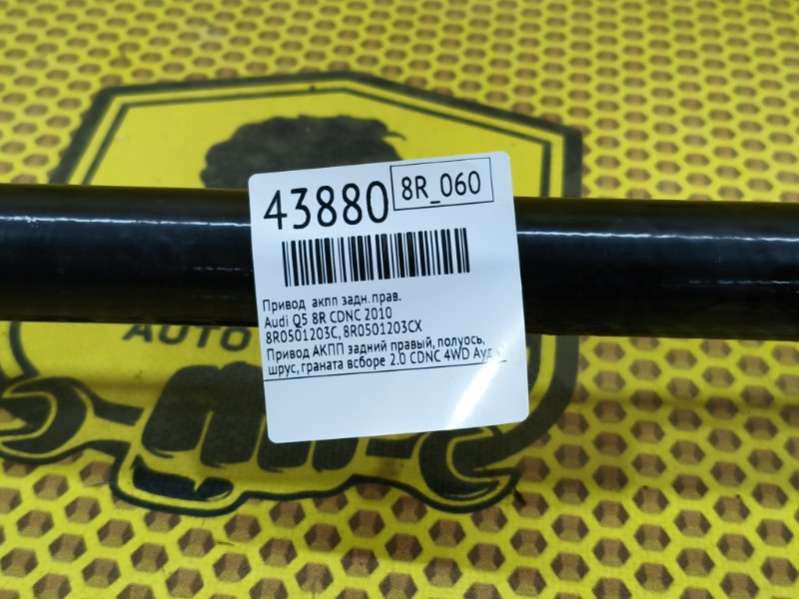 43880
8R_060
Привод акпп задн. прав.
Audi Q5 8R CDNC 2010
8R0501203C, 8R0501203CX
Привод АКПП задний правый, полуось,
шрус, граната всборе 2.0 CDNC 4WD
AUTO